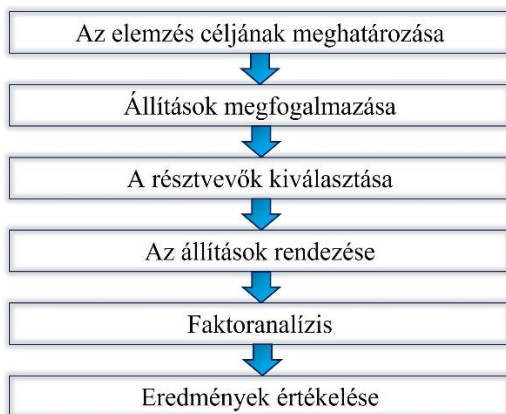 Az elemzés céljának meghatározása
Állítások megfogalmazása
A résztvevők kiválasztása
Az állítások rendezése
Faktoranalízis
Eredmények értékelése